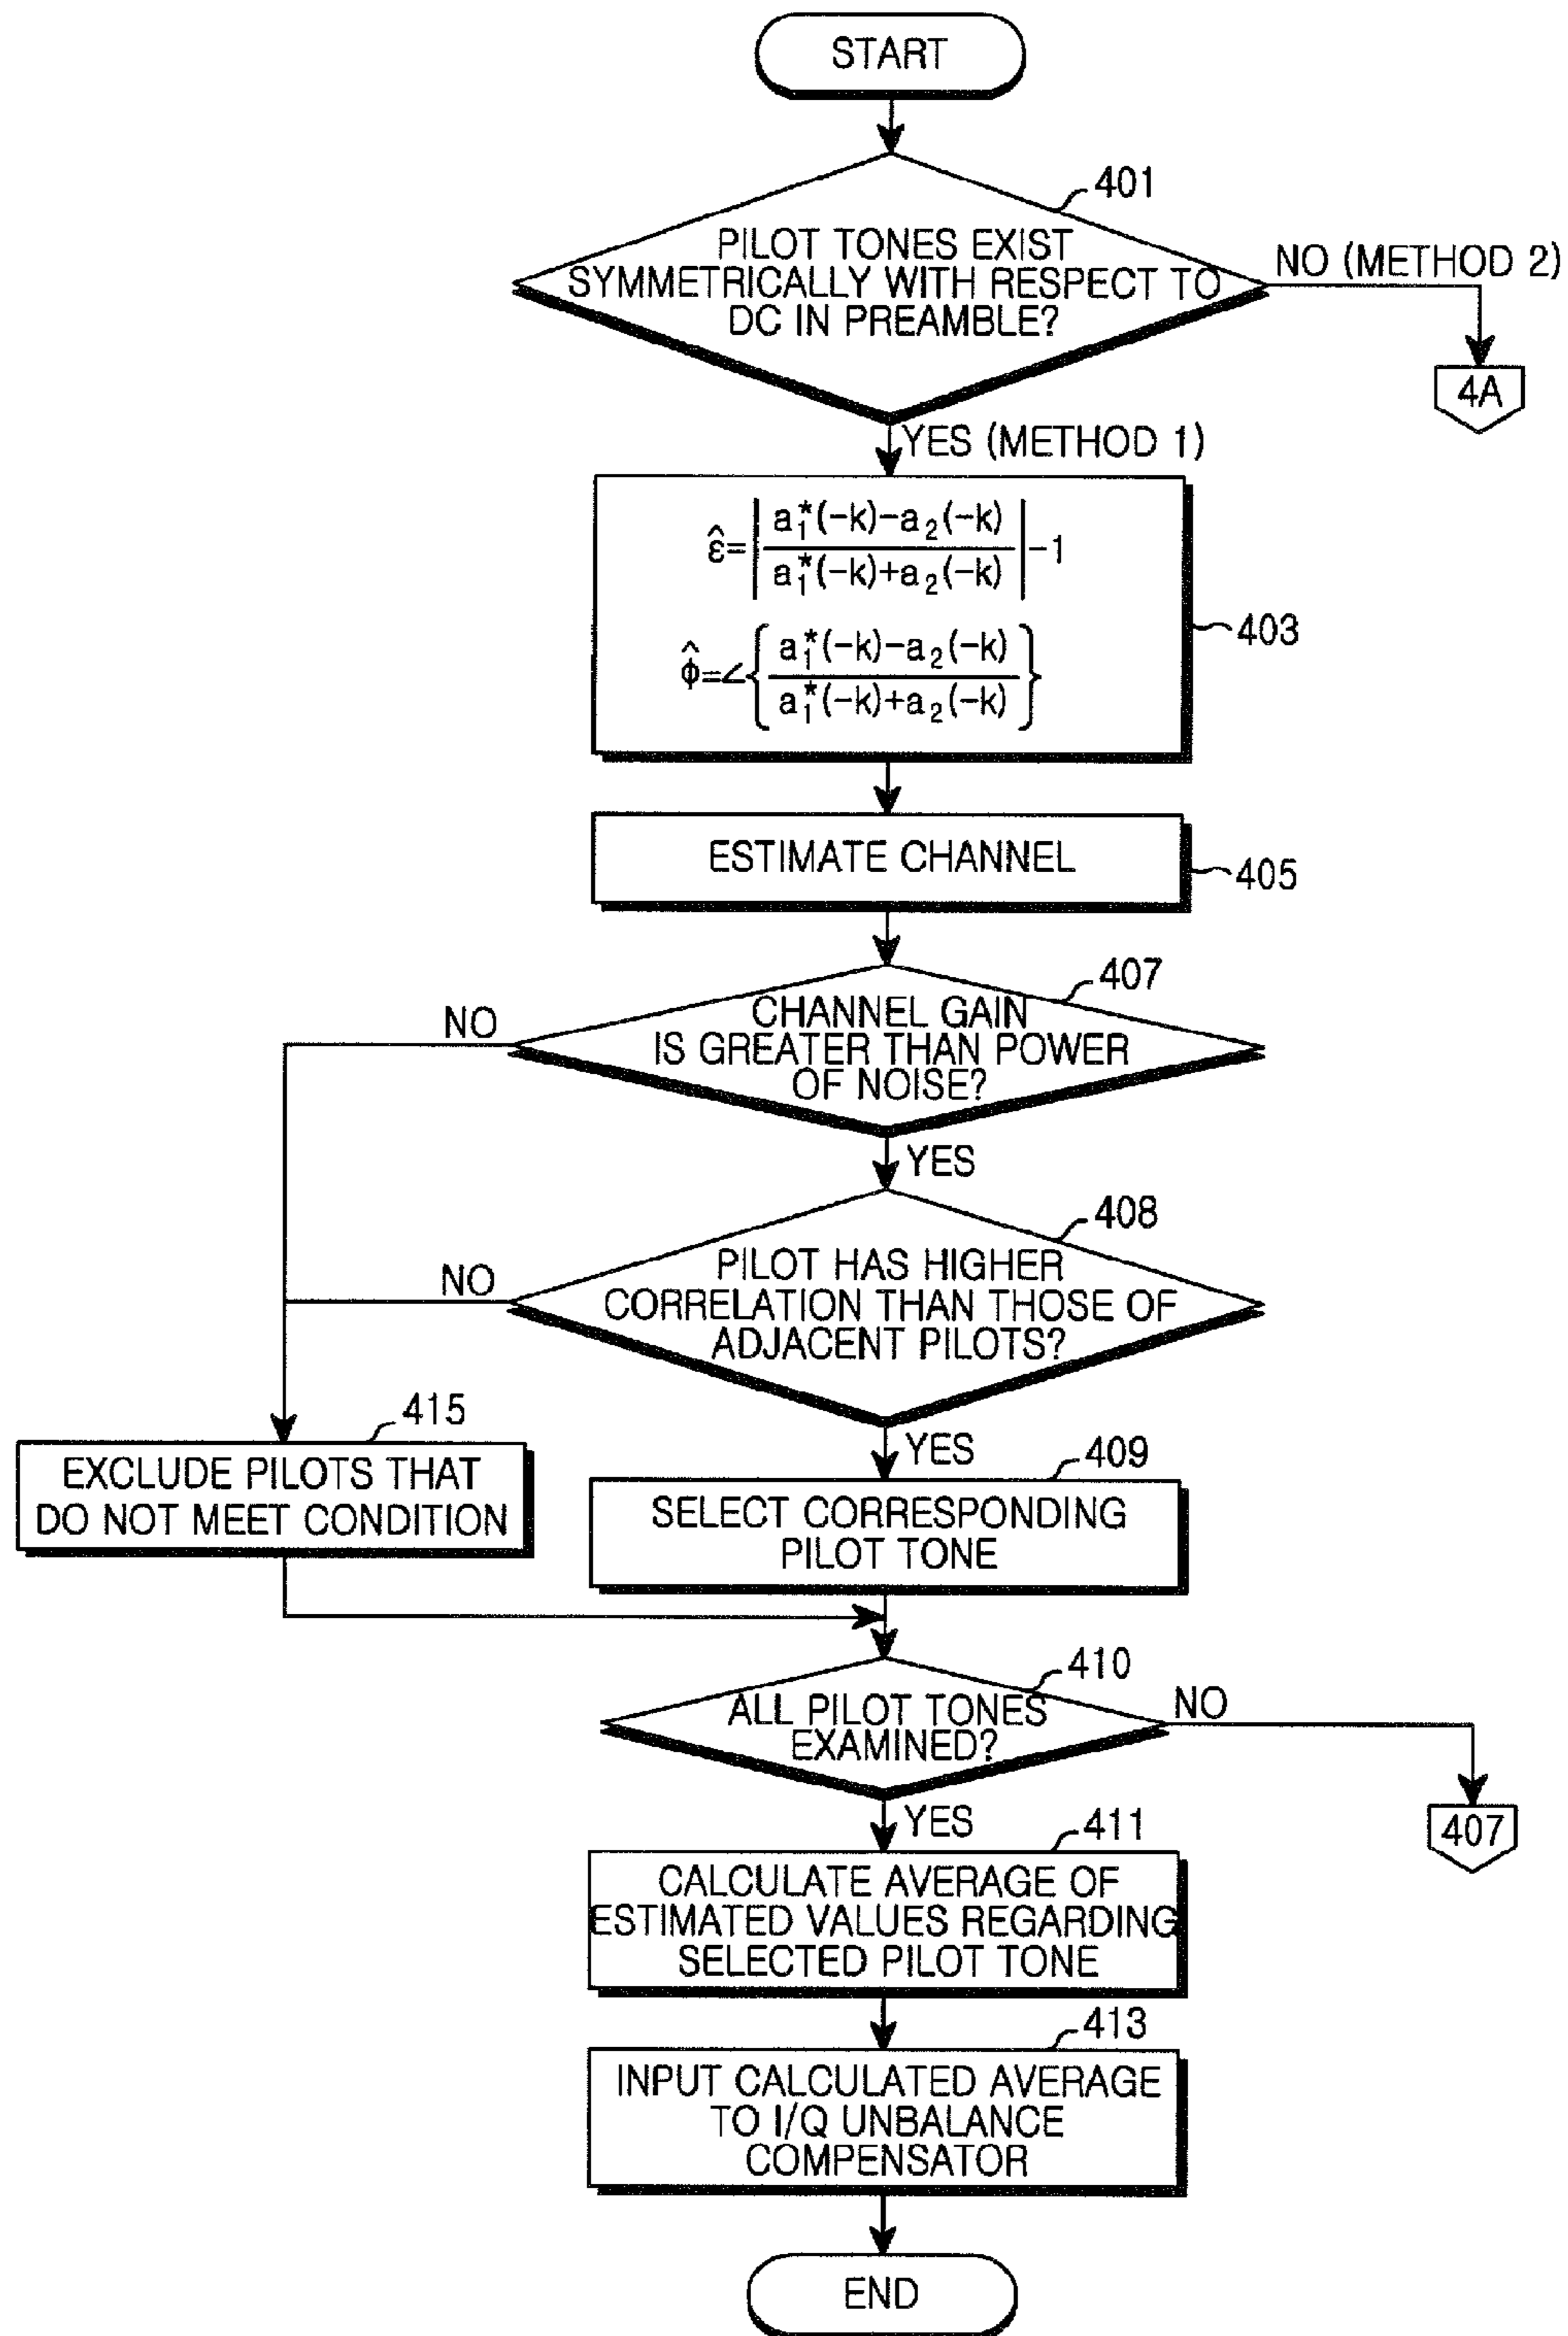 START
401
PILOT TONES EXIST
SYMMETRICALLY WITH RESPECT TO
DC IN PREAMBLE?
NO (METHOD 2)
4A
YES (METHOD 1)
ε̂=|a₁*(-k)-a₂(-k) / a₁*(-k)+a₂(-k)|-1
φ̂=∠{a₁*(-k)-a₂(-k) / a₁*(-k)+a₂(-k)}
403
ESTIMATE CHANNEL
405
407
CHANNEL GAIN
IS GREATER THAN POWER
OF NOISE?
NO
YES
408
PILOT HAS HIGHER
CORRELATION THAN THOSE OF
ADJACENT PILOTS?
NO
YES
415
EXCLUDE PILOTS THAT
DO NOT MEET CONDITION
409
SELECT CORRESPONDING
PILOT TONE
410
ALL PILOT TONES
EXAMINED?
NO
407
YES
411
CALCULATE AVERAGE OF
ESTIMATED VALUES REGARDING
SELECTED PILOT TONE
413
INPUT CALCULATED AVERAGE
TO I/Q UNBALANCE
COMPENSATOR
END